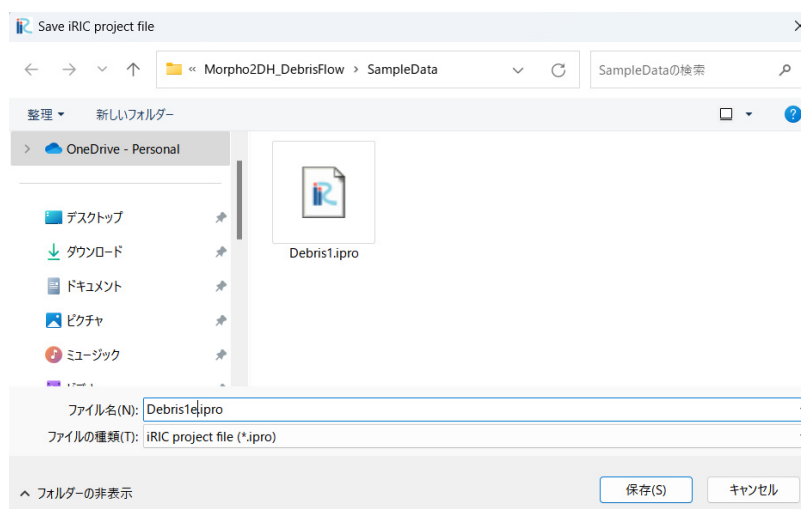 Save iRIC project file
« Morpho2DH_DebrisFlow > SampleData
SampleDataの検索
整理
新しいフォルダー
OneDrive - Personal
デスクトップ
ダウンロード
ドキュメント
ピクチャ
ミュージック
Debris1.ipro
ファイル名(N): Debris1e.ipro
ファイルの種類(T): iRIC project file (*.ipro)
フォルダーの非表示
保存(S)
キャンセル